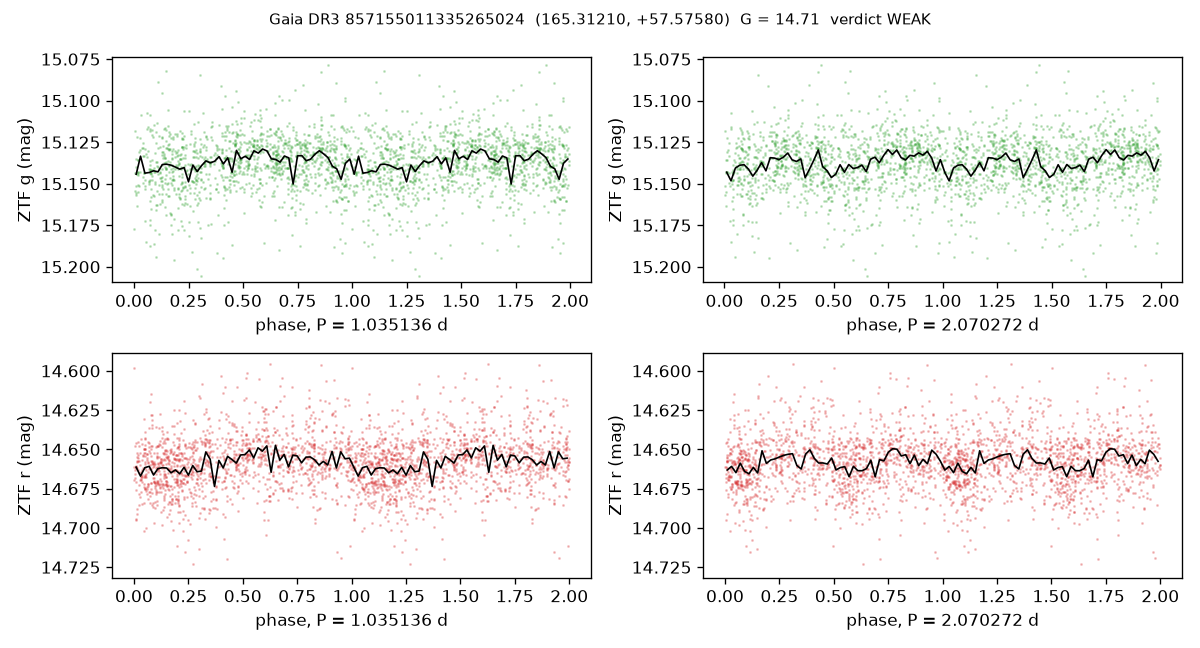 Gaia DR3 857155011335265024 (165.31210, +57.57580) G = 14.71 verdict WEAK
ZTF g (mag)
15.075
15.100
15.125
15.150
15.175
15.200
0.00 0.25 0.50 0.75 1.00 1.25 1.50 1.75 2.00
phase, P = 1.035136 d
ZTF g (mag)
15.075
15.100
15.125
15.150
15.175
15.200
0.00 0.25 0.50 0.75 1.00 1.25 1.50 1.75 2.00
phase, P = 2.070272 d
ZTF r (mag)
14.600
14.625
14.650
14.675
14.700
14.725
0.00 0.25 0.50 0.75 1.00 1.25 1.50 1.75 2.00
phase, P = 1.035136 d
ZTF r (mag)
14.600
14.625
14.650
14.675
14.700
14.725
0.00 0.25 0.50 0.75 1.00 1.25 1.50 1.75 2.00
phase, P = 2.070272 d